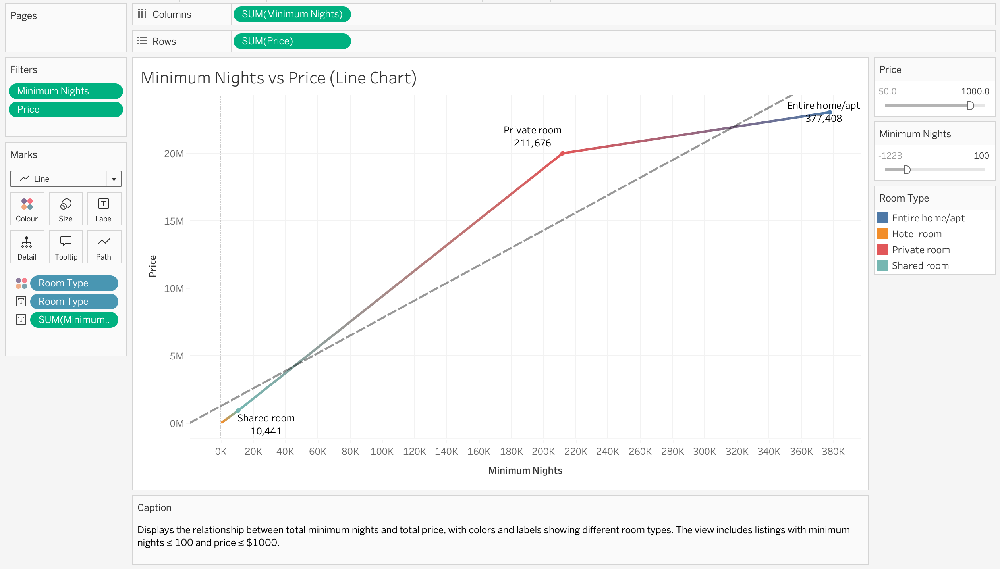 Pages
Columns
SUM(Minimum Nights)
Rows
SUM(Price)
Filters
Minimum Nights
Price
Marks
Line
Colour
Size
Label
Detail
Tooltip
Path
Room Type
Room Type
SUM(Minimum..
Minimum Nights vs Price (Line Chart)
Entire home/apt
377,408
Private room
211,676
Shared room
10,441
20M
15M
10M
5M
0M
Price
0K 20K 40K 60K 80K 100K 120K 140K 160K 180K 200K 220K 240K 260K 280K 300K 320K 340K 360K 380K
Minimum Nights
Caption
Displays the relationship between total minimum nights and total price, with colors and labels showing different room types. The view includes listings with minimum
nights ≤ 100 and price ≤ $1000.
Price
50.0 1000.0
Minimum Nights
-1223 100
Room Type
Entire home/apt
Hotel room
Private room
Shared room